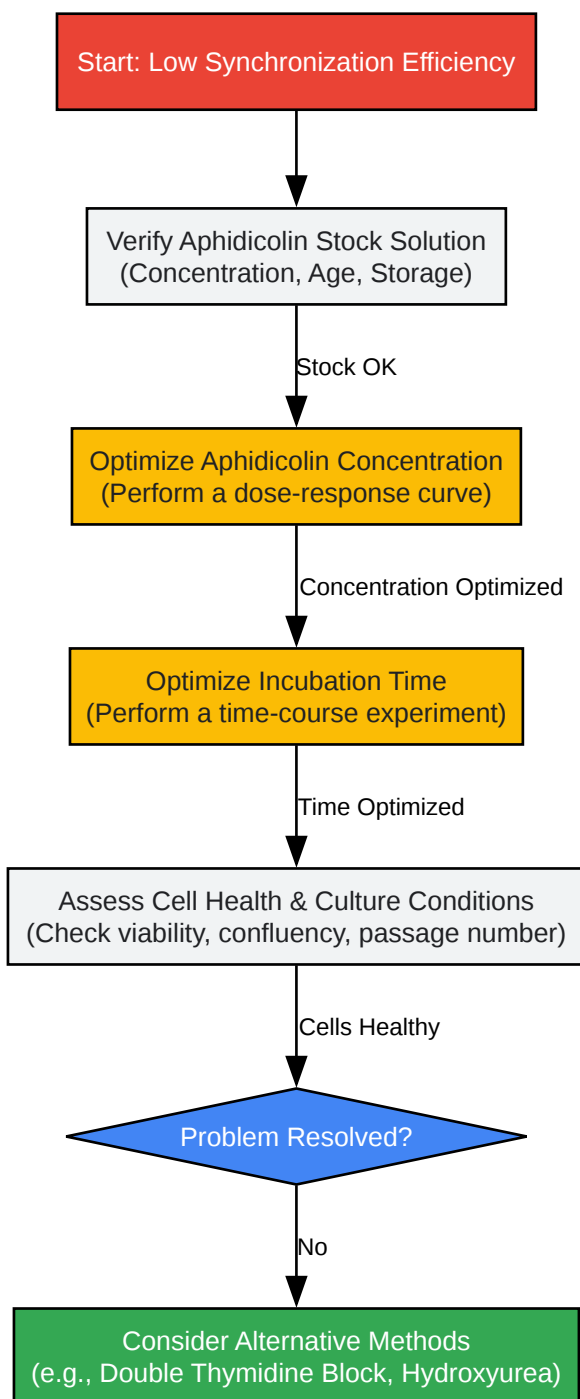 Start: Low Synchronization Efficiency
Verify Aphidicolin Stock Solution
(Concentration, Age, Storage)
Stock OK
Optimize Aphidicolin Concentration
(Perform a dose-response curve)
Concentration Optimized
Optimize Incubation Time
(Perform a time-course experiment)
Time Optimized
Assess Cell Health & Culture Conditions
(Check viability, confluency, passage number)
Cells Healthy
Problem Resolved?
No
Consider Alternative Methods
(e.g., Double Thymidine Block, Hydroxyurea)